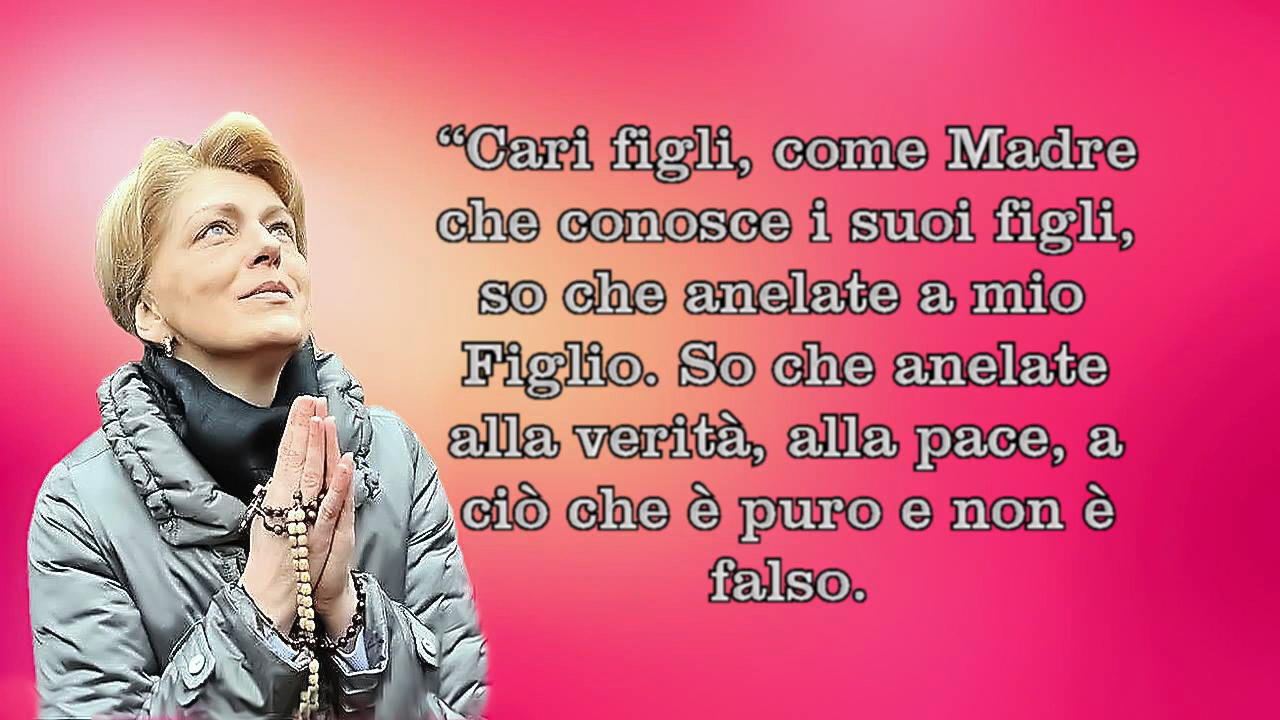 “Cari figli, come Madre
che conosce i suoi figli,
so che anelate a mio
Figlio. So che anelate
alla verità, alla pace, a
ciò che è puro e non è
falso.